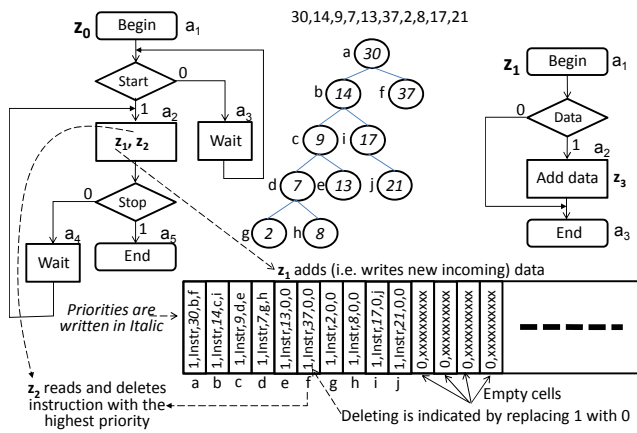 30,14,9,7,13,37,2,8,17,21
z0 Begin a1
Start
0
1
a2
a3
Wait
z1, z2
0
Stop
1
a4
a5
Wait
End
a 30
b 14 f 37
c 9 i 17
d 7 e 13 j 21
g 2 h 8
z1 Begin a1
0
Data
1
a2
z3
Add data
End
a3
z1 adds (i.e. writes new incoming) data
Priorities are
written in Italic
1,Instr,30,b,f
1,Instr,14,c,i
1,Instr,9,d,e
1,Instr,7,g,h
1,Instr,13,0,0
1,Instr,37,0,0
1,Instr,2,0,0
1,Instr,8,0,0
1,Instr,17,0,j
1,Instr,21,0,0
0,xxxxxxxxxx
0,xxxxxxxxxx
0,xxxxxxxxxx
0,xxxxxxxxxx
a b c d e f g h i j
z2 reads and deletes
instruction with the
highest priority
Empty cells
Deleting is indicated by replacing 1 with 0